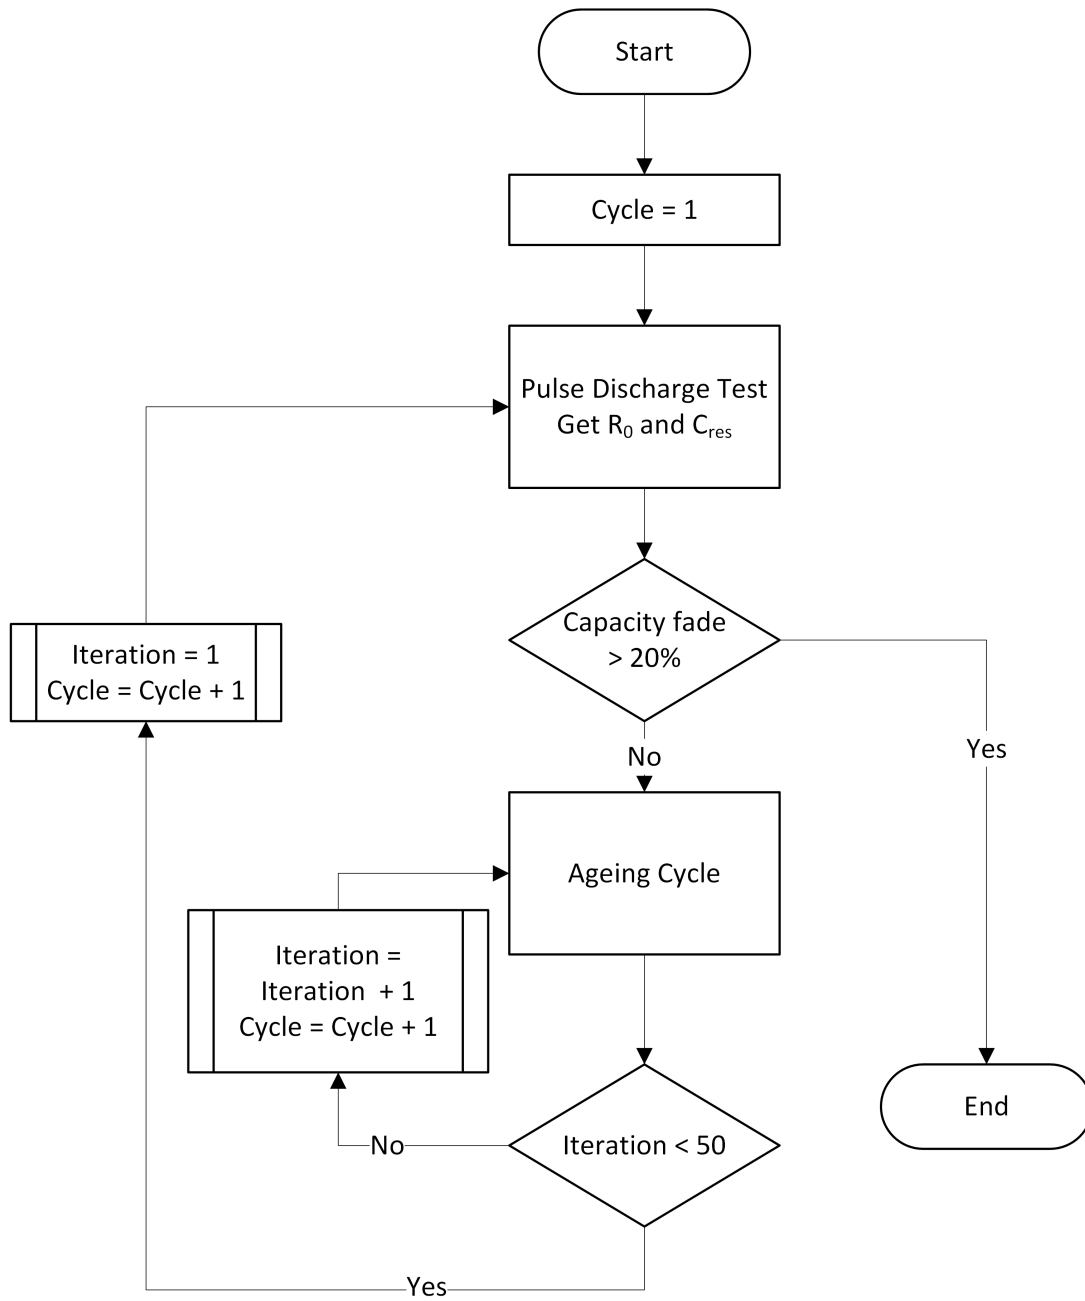 Start
Cycle = 1
Pulse Discharge Test
Get R₀ and Cres
Capacity fade
> 20%
Yes
No
Iteration = 1
Cycle = Cycle + 1
Ageing Cycle
Iteration =
Iteration + 1
Cycle = Cycle + 1
No
Iteration < 50
End
Yes